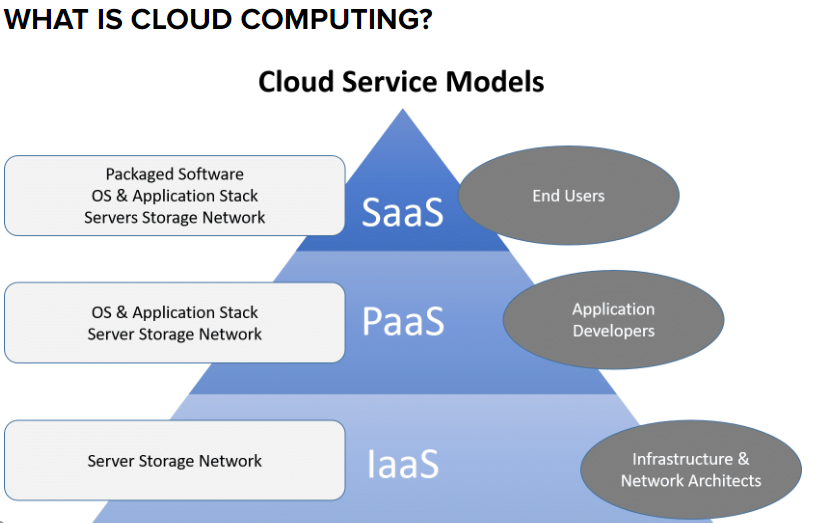 WHAT IS CLOUD COMPUTING?
Cloud Service Models
Packaged Software
OS & Application Stack
Servers Storage Network
SaaS
End Users
OS & Application Stack
Server Storage Network
PaaS
Application
Developers
Server Storage Network
IaaS
Infrastructure &
Network Architects